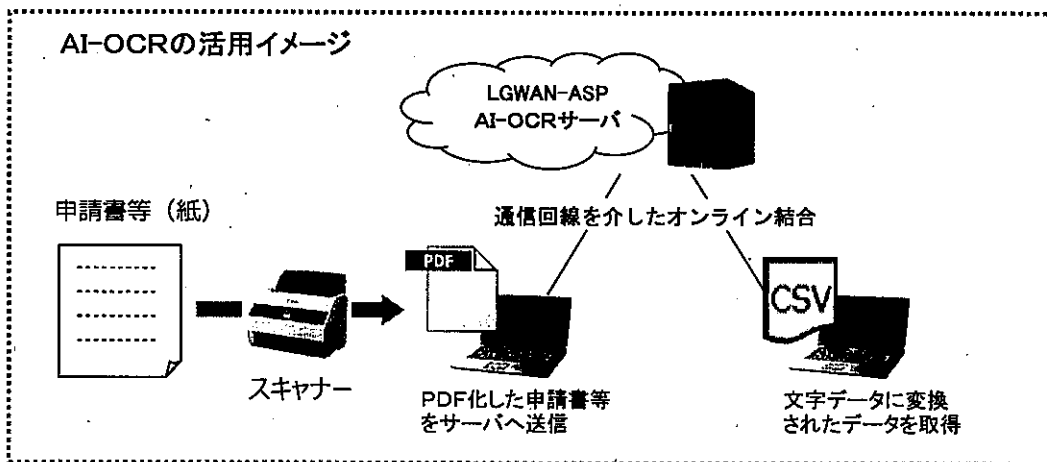 AI-OCRの活用イメージ
LGWAN-ASP
AI-OCRサーバ
申請書等（紙）
通信回線を介したオンライン結合
PDF
CSV
スキャナー
PDF化した申請書等
をサーバへ送信
文字データに変換
されたデータを取得